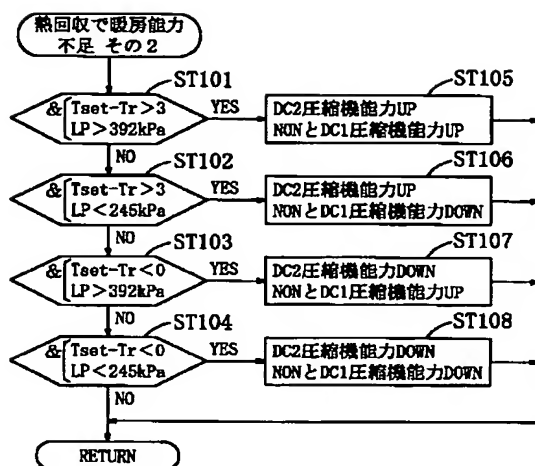 熱回収で暖房能力
不足 その2
ST101
& Tset-Tr>3
LP>392kPa
YES
ST105
DC2圧縮機能力UP
NONとDC1圧縮機能力UP
NO
ST102
& Tset-Tr>3
LP<245kPa
YES
ST106
DC2圧縮機能力UP
NONとDC1圧縮機能力DOWN
NO
ST103
& Tset-Tr<0
LP>392kPa
YES
ST107
DC2圧縮機能力DOWN
NONとDC1圧縮機能力UP
NO
ST104
& Tset-Tr<0
LP<245kPa
YES
ST108
DC2圧縮機能力DOWN
NONとDC1圧縮機能力DOWN
NO
RETURN